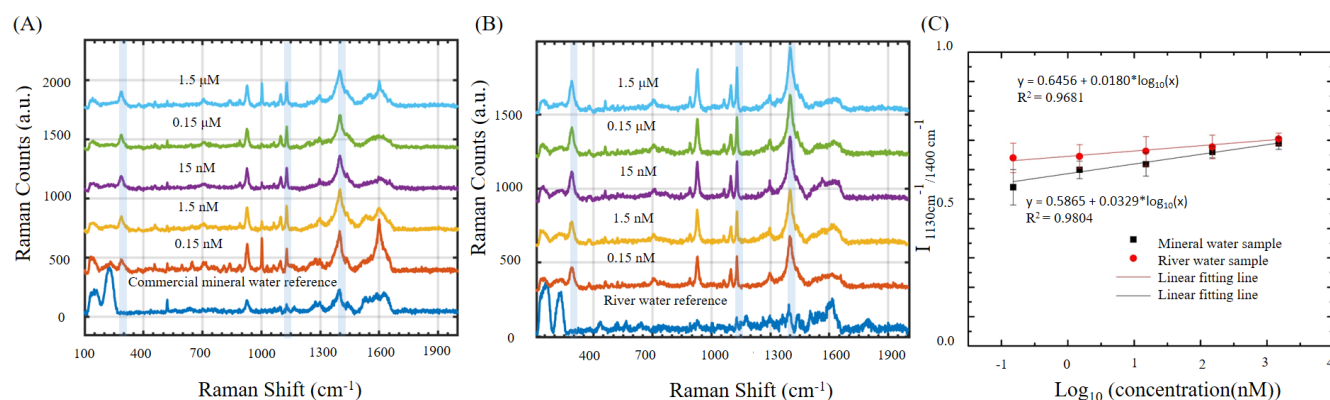 (A)
Raman Counts (a.u.)
2000
1500
1000
500
0
1.5 μM
0.15 μM
15 nM
1.5 nM
0.15 nM
Commercial mineral water reference
100 400 700 1000 1300 1600 1900
Raman Shift (cm-1)
(B)
Raman Counts (a.u.)
1500
1000
500
0
1.5 μM
0.15 μM
15 nM
1.5 nM
0.15 nM
River water reference
400 700 1000 1300 1600 1900
Raman Shift (cm-1)
(C)
I 1130cm-1/1400 cm-1
1.0
0.5
0.0
y = 0.6456 + 0.0180*log10(x)
R2 = 0.9681
y = 0.5865 + 0.0329*log10(x)
R2 = 0.9804
Mineral water sample
River water sample
Linear fitting line
Linear fitting line
-1 0 1 2 3 4
Log10 (concentration(nM))